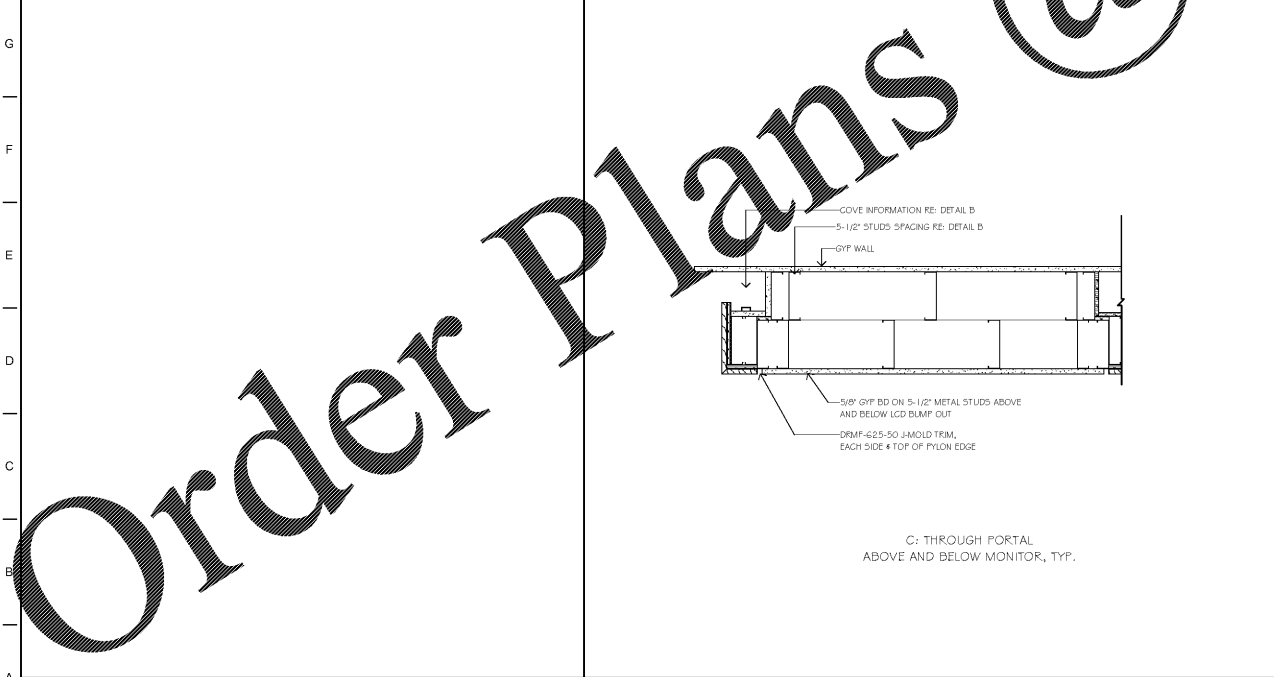 G
F
E
D
C
B
A
Order Plans @
COVE INFORMATION RE: DETAIL B
5-1/2" STUDS SPACING RE: DETAIL B
GYP WALL
5/8" GYP BD ON 5-1/2" METAL STUDS ABOVE
AND BELOW LCD BUMP OUT
DRMF-625-50 J-MOLD TRIM,
EACH SIDE & TOP OF PYLON EDGE
C: THROUGH PORTAL
ABOVE AND BELOW MONITOR, TYP.